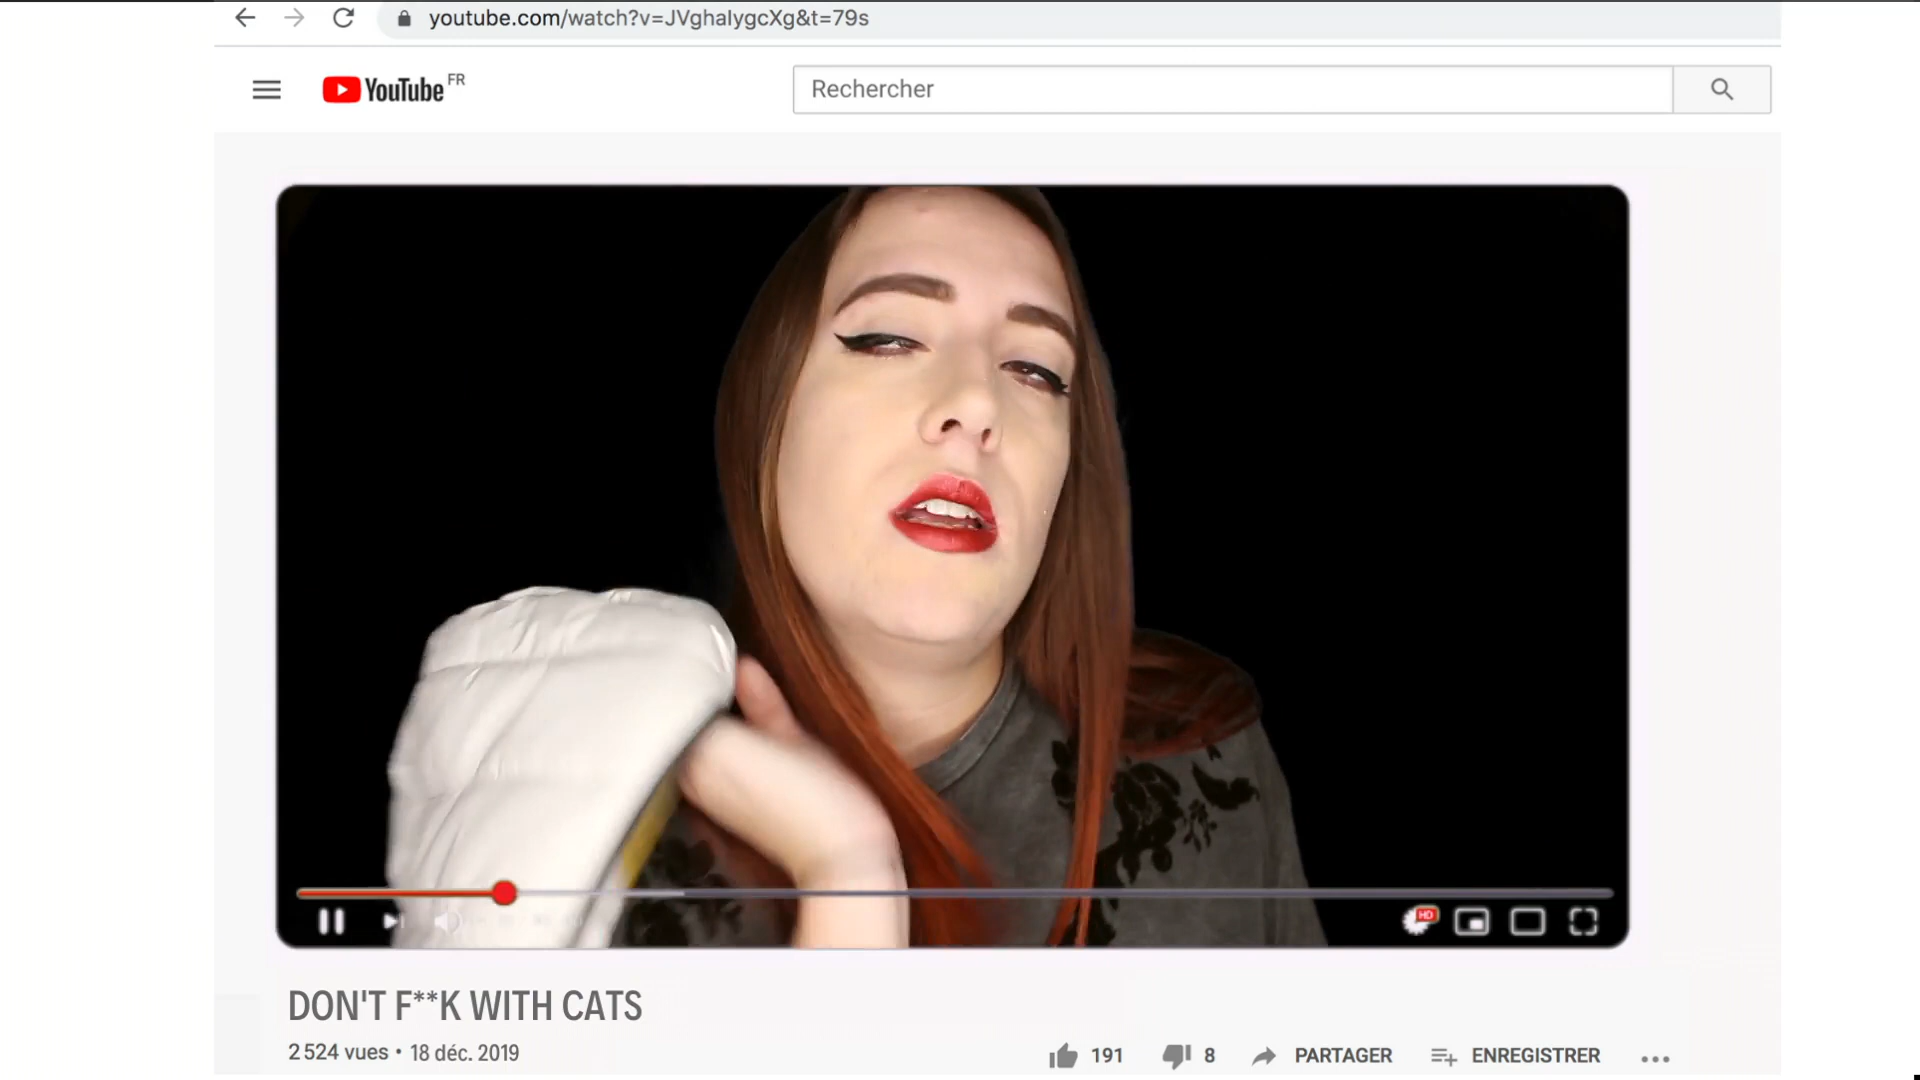 youtube.com/watch?v=JVghaIygcXg&t=79s
YouTube FR
Rechercher
HD
DON'T F**K WITH CATS
2 524 vues • 18 déc. 2019
191
8
PARTAGER
ENREGISTRER